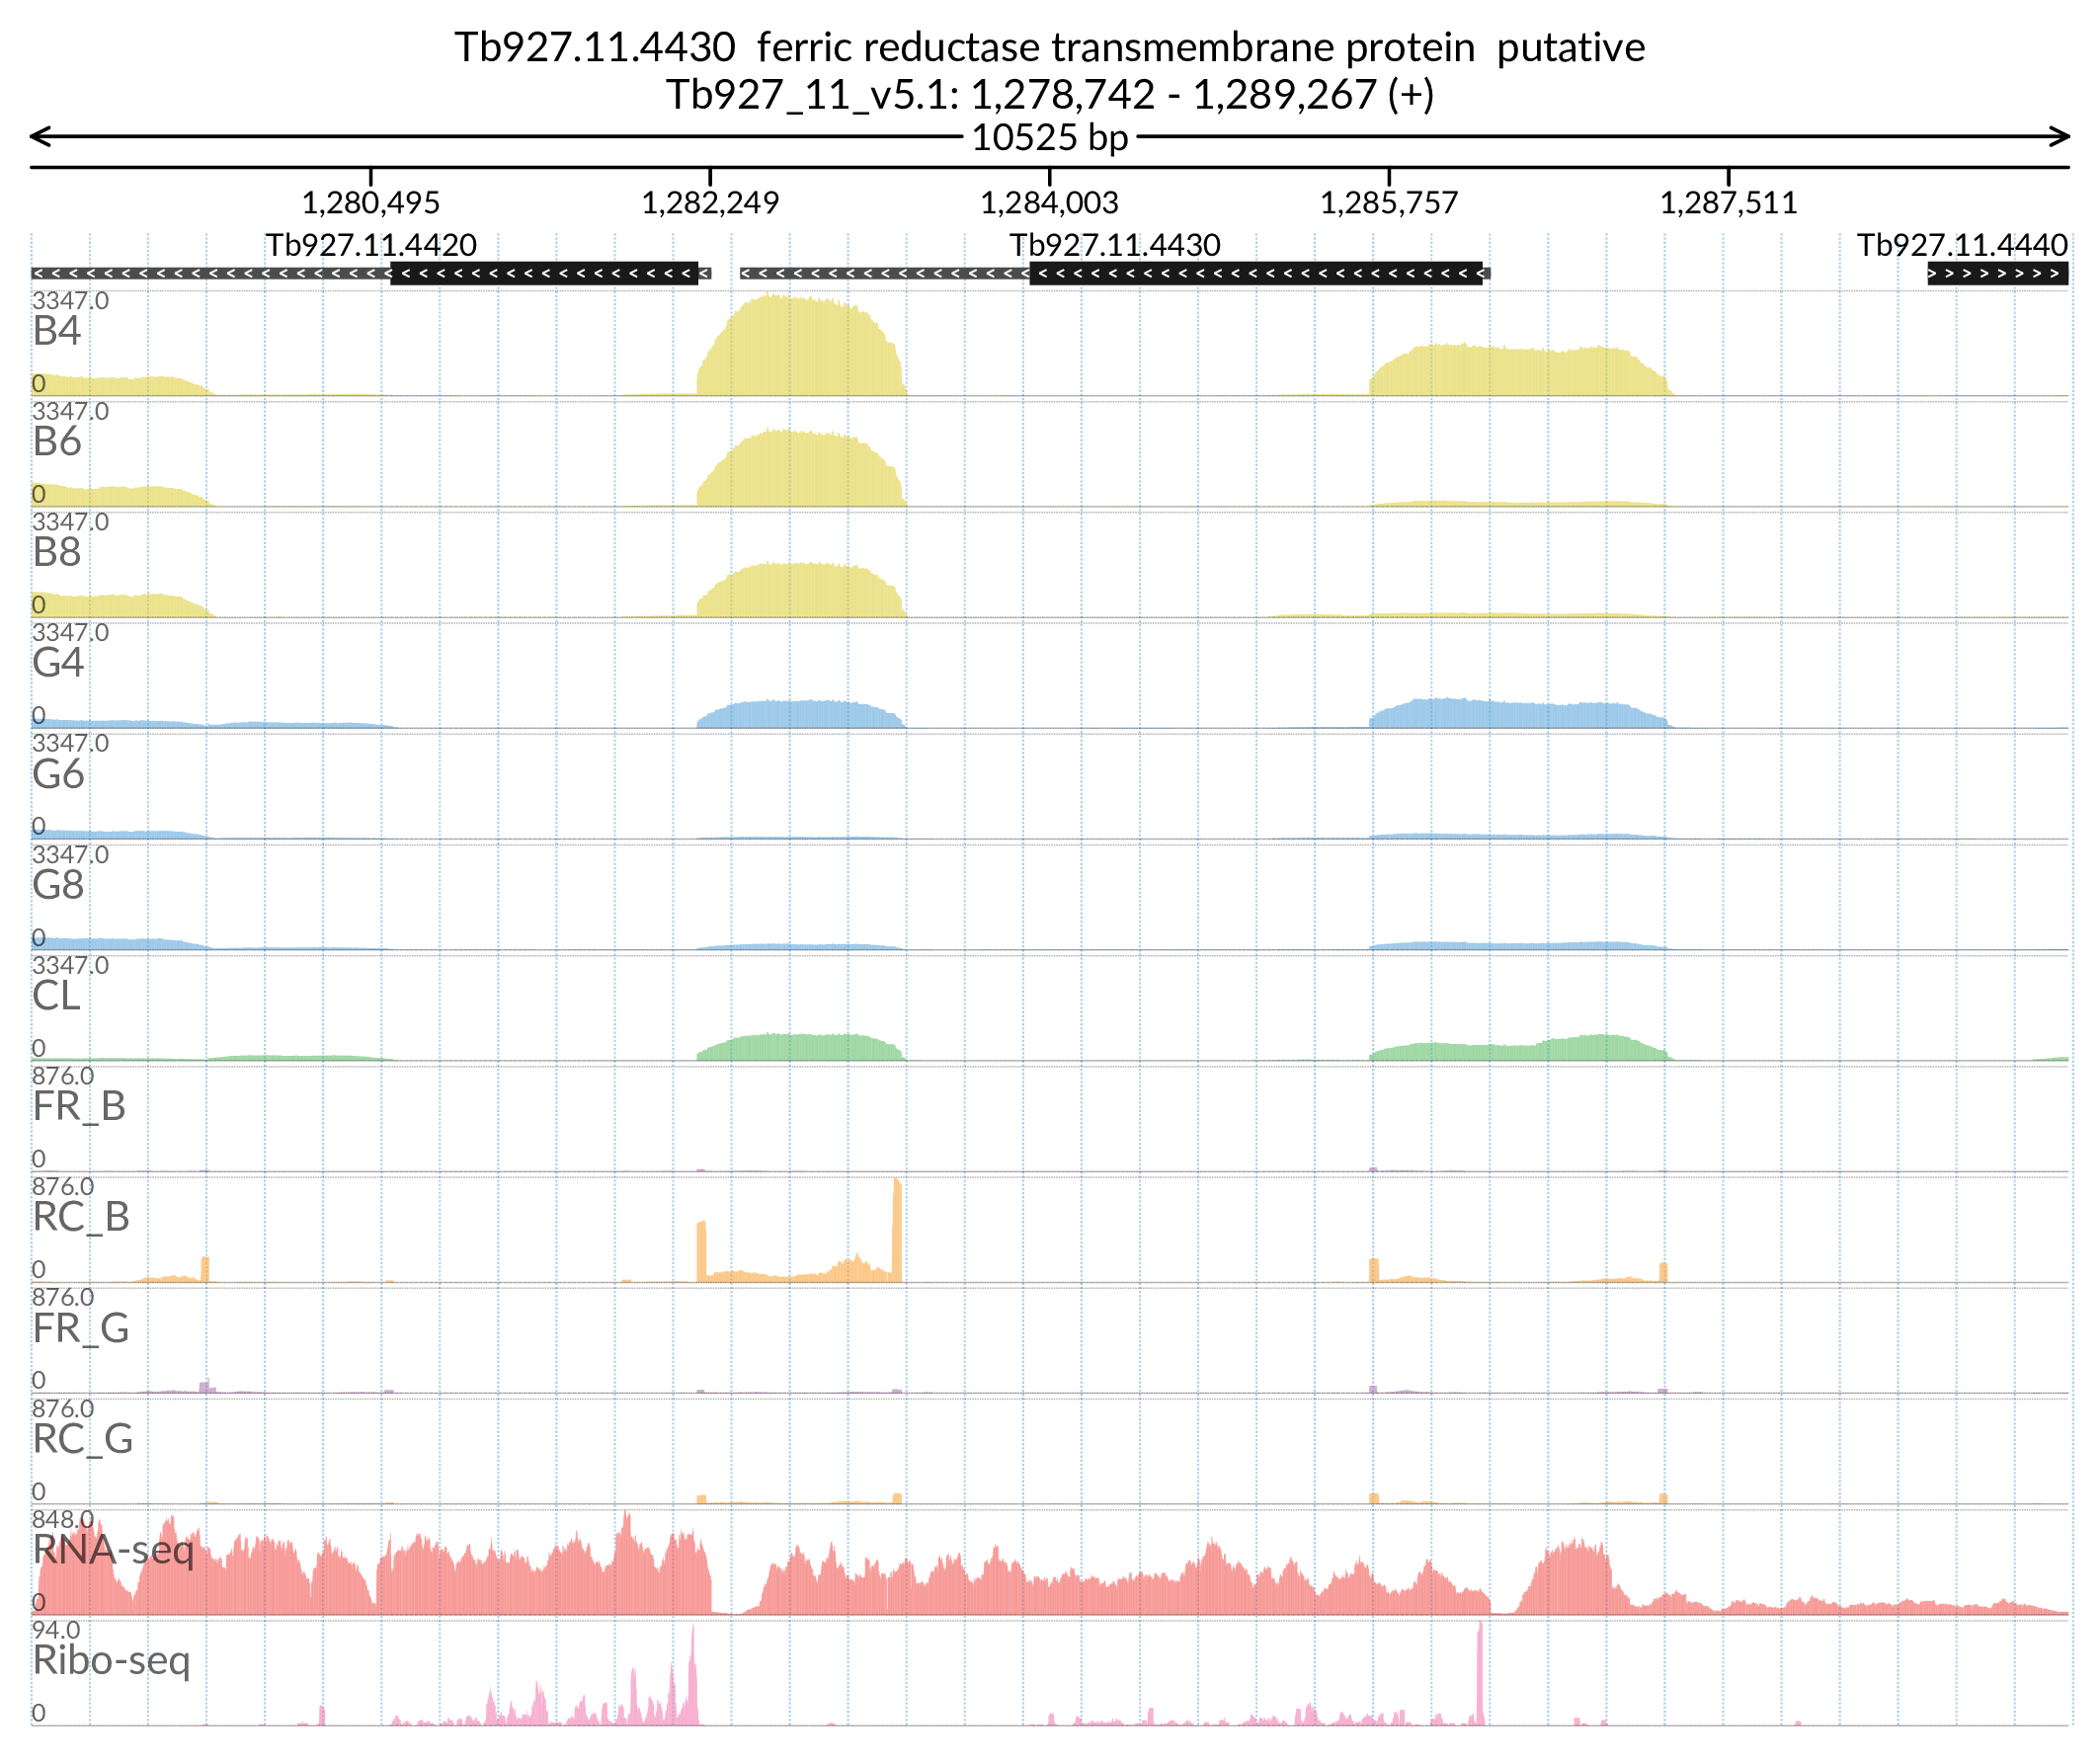 Tb927.11.4430  ferric reductase transmembrane protein  putative
Tb927_11_v5.1: 1,278,742 - 1,289,267 (+)
10525 bp
1,280,495 1,282,249 1,284,003 1,285,757 1,287,511
Tb927.11.4420 Tb927.11.4430 Tb927.11.4440
3347.0
B4
0
3347.0
B6
0
3347.0
B8
0
3347.0
G4
0
3347.0
G6
0
3347.0
G8
0
3347.0
CL
0
876.0
FR_B
0
876.0
RC_B
0
876.0
FR_G
0
876.0
RC_G
0
848.0
RNA-seq
0
94.0
Ribo-seq
0